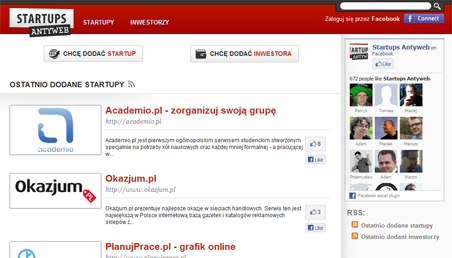 STARTUPS
ANTYWEB
STARTUPY
INWESTORZY
Zaloguj się przez Facebook
Connect
CHCĘ DODAĆ STARTUP
CHCĘ DODAĆ INWESTORA
OSTATNIO DODANE STARTUPY
academio
Academio.pl - zorganizuj swoją grupę
http://academio.pl
Academio.pl jest pierwszym ogólnopolskim serwisem studenckim stworzonym
specjalnie na potrzeby kół naukowych oraz każdej mniej formalnej - a pracującej
w...
8
Like
Okazjum.pl
Okazjum.pl
http://www.okazjum.pl
Okazjum.pl prezentuje najlepsze okazje w sieciach handlowych. Serwis ten jest
największą w Polsce internetową bazą gazetek i katalogów reklamowych
sklepów z...
3
Like
PlanujPrace.pl - grafik online
Startups Antyweb on
Facebook
Like
672 people like Startups Antyweb.
Patryk
Tomasz
Maciej
Adam
Marek
Michał
Przemysław
Adam
Marcin
Facebook social plugin
RSS:
Ostatnio dodane startupy
Ostatnio dodani inwestorzy